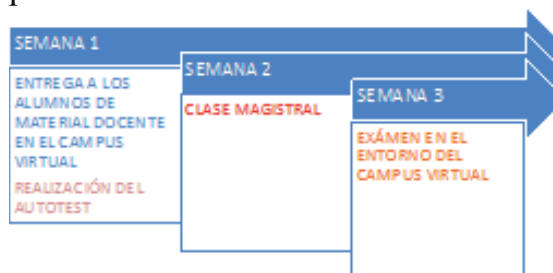 SEMANA 1
ENTREGA A LOS
ALUMNOS DE
MATERIAL DOCENTE
EN EL CAMPUS
VIRTUAL
REALIZACIÓN DEL
AUTOTEST
SEMANA 2
CLASE MAGISTRAL
SEMANA 3
EXÁMEN EN EL
ENTORNO DEL
CAMPUS VIRTUAL